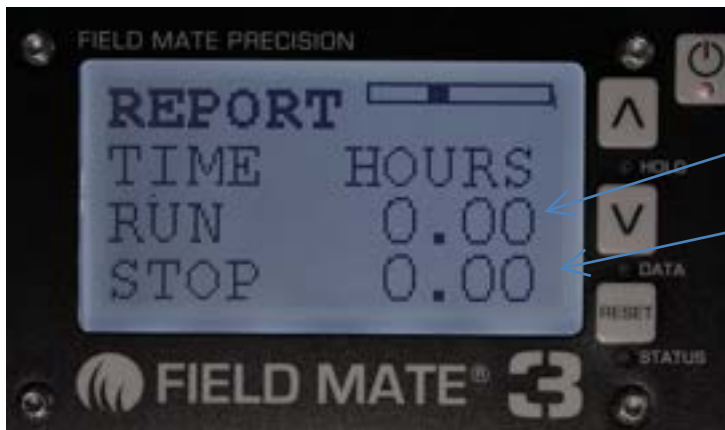 FIELD MATE PRECISION
REPORT
TIME HOURS
RUN 0.00
STOP 0.00
HOLD
DATA
RESET
STATUS
FIELD MATE® 3